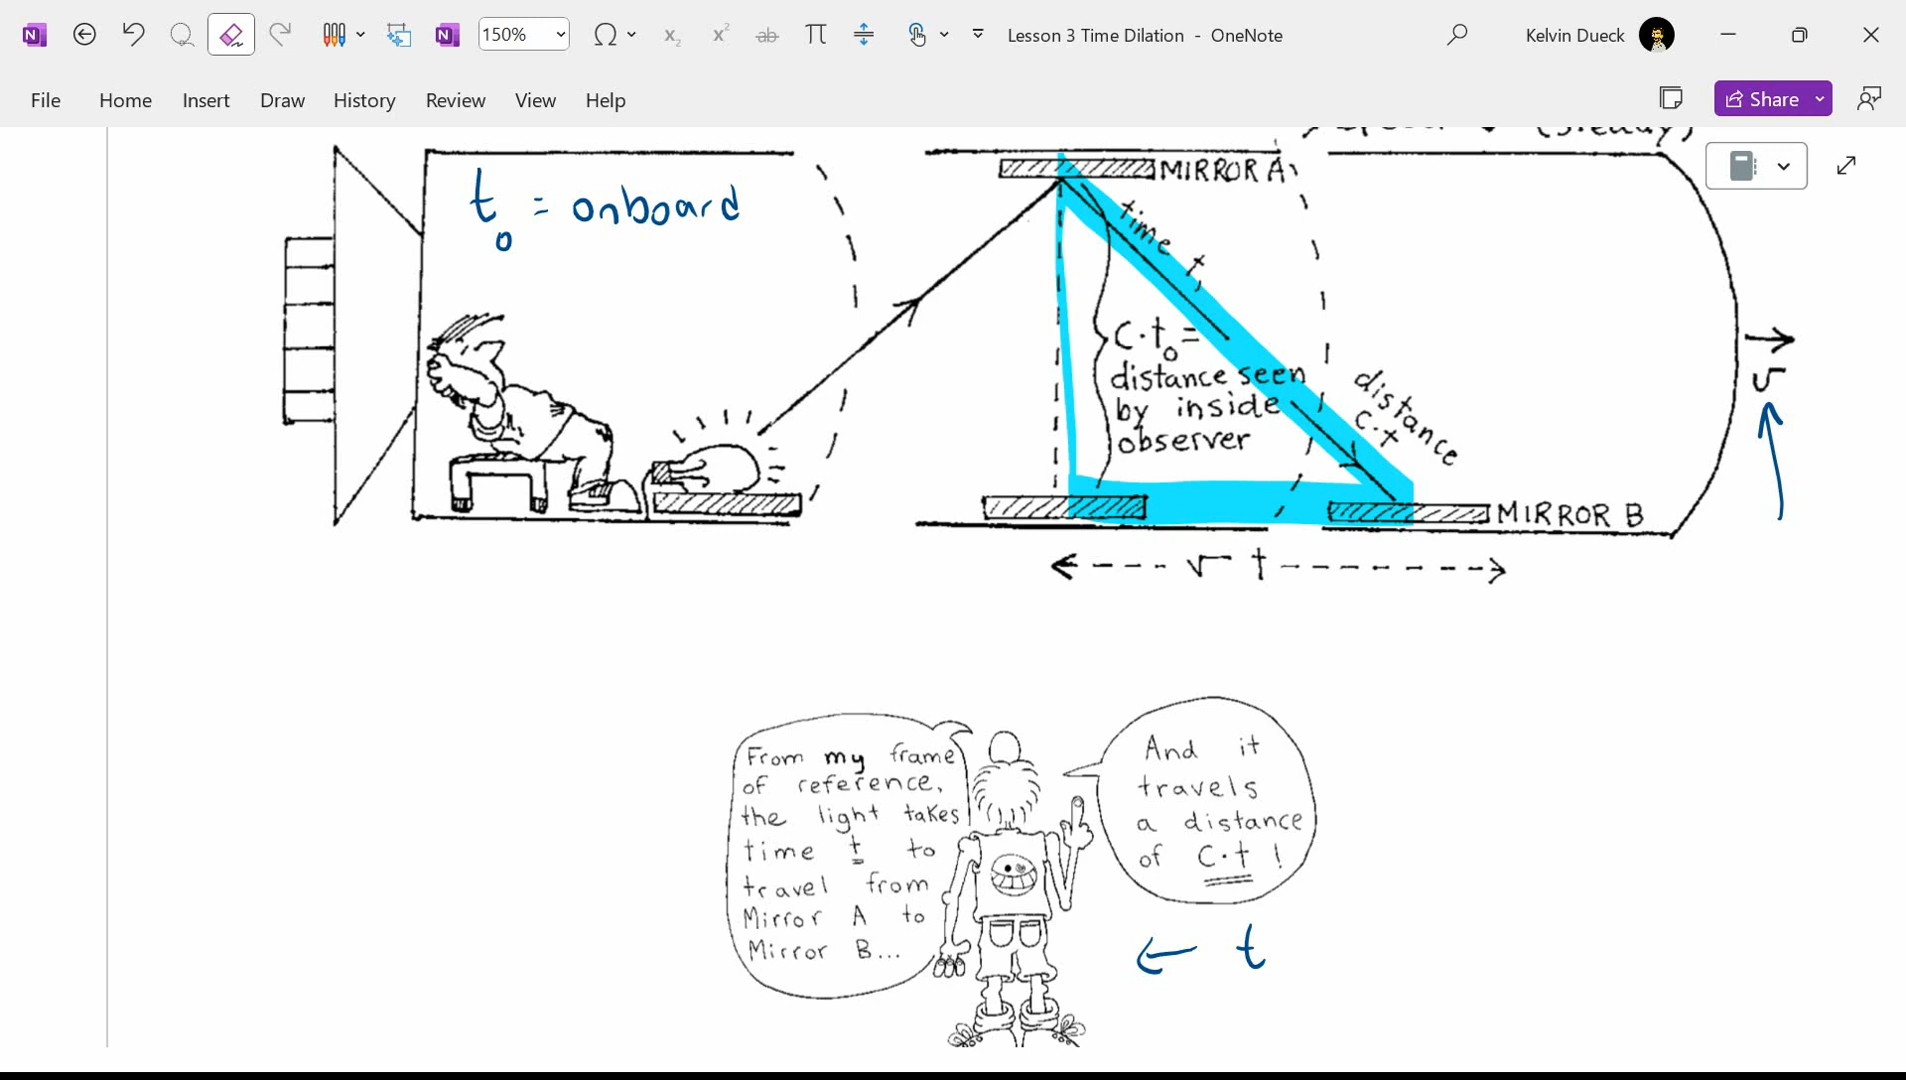 150%
Lesson 3 Time Dilation - OneNote
Kelvin Dueck
File Home Insert Draw History Review View Help
Share
(steady)
t₀ = onboard
MIRROR A
time t
c·t₀ =
distance seen
by inside
observer
distance
c·t
v
MIRROR B
v t
From my frame
of reference,
the light takes
time t to
travel from
Mirror A to
Mirror B...
And it
travels
a distance
of c·t !
← t